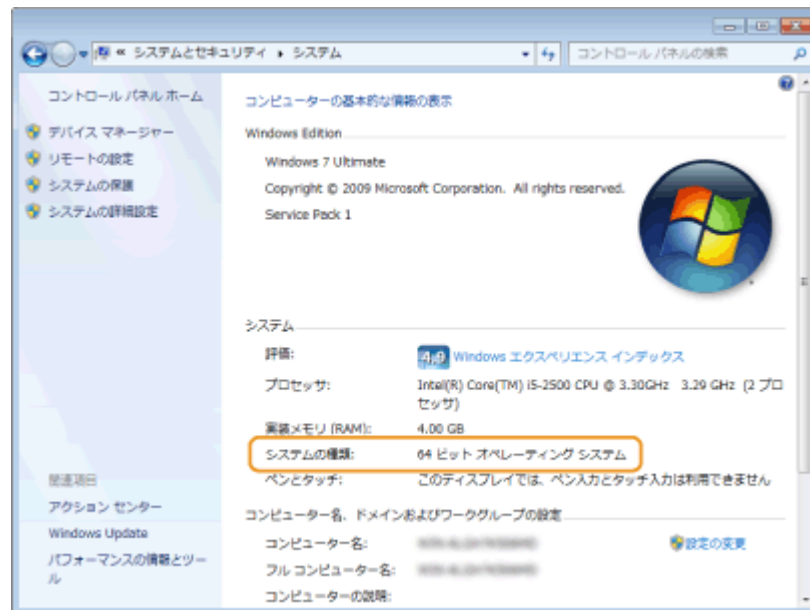 « システムとセキュリティ ▸ システム
コントロール パネルの検索
コントロール パネル ホーム
デバイス マネージャー
リモートの設定
システムの保護
システムの詳細設定
関連項目
アクション センター
Windows Update
パフォーマンスの情報とツー
ル
コンピューターの基本的な情報の表示
Windows Edition
Windows 7 Ultimate
Copyright © 2009 Microsoft Corporation. All rights reserved.
Service Pack 1
システム
評価: 4.9 Windows エクスペリエンス インデックス
プロセッサ: Intel(R) Core(TM) i5-2500 CPU @ 3.30GHz 3.29 GHz (2 プロ
セッサ)
実装メモリ (RAM): 4.00 GB
システムの種類: 64 ビット オペレーティング システム
ペンとタッチ: このディスプレイでは、ペン入力とタッチ入力は利用できません
コンピューター名、ドメインおよびワークグループの設定
コンピューター名: 設定の変更
フル コンピューター名:
コンピューターの説明: